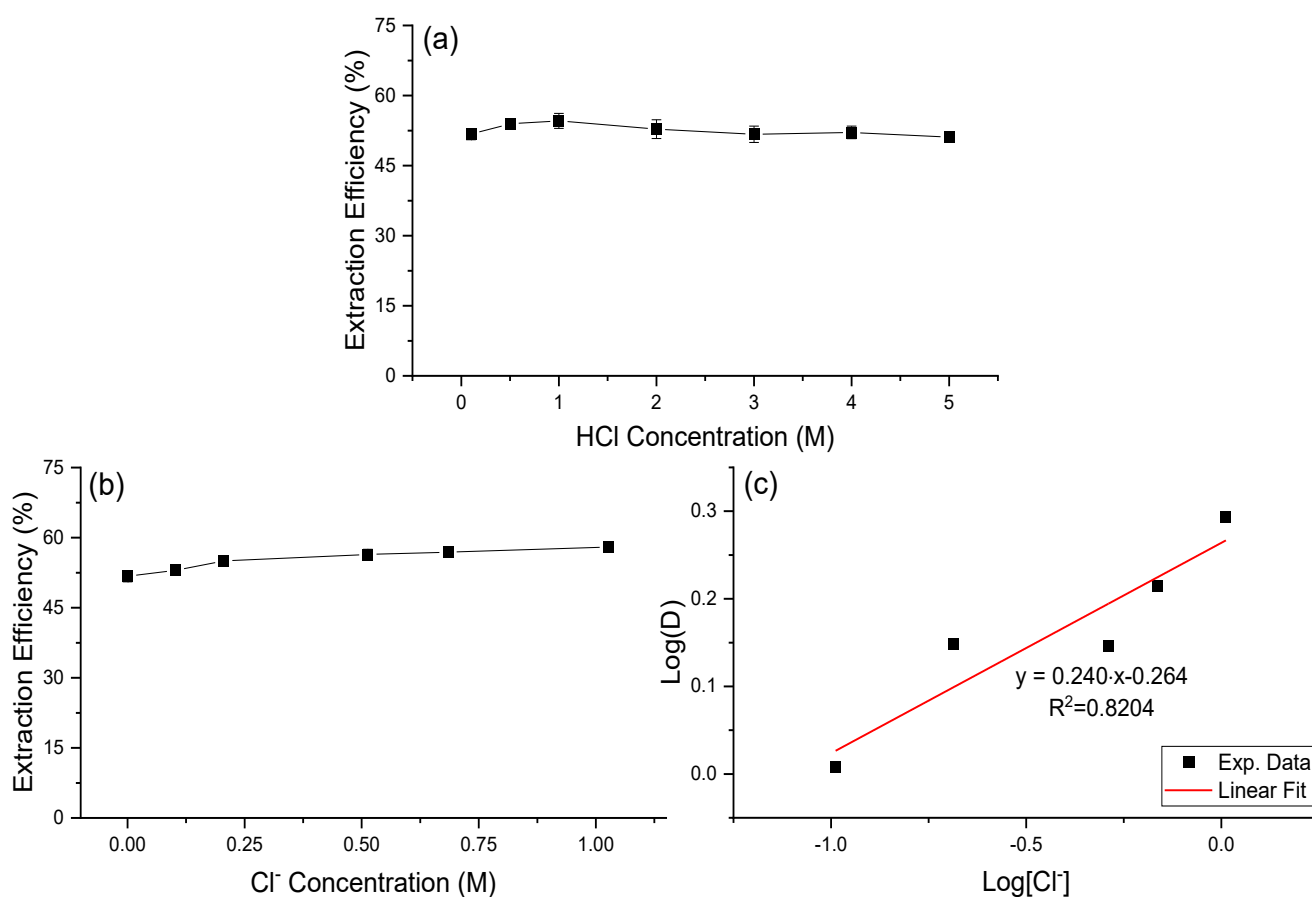 (a)
Extraction Efficiency (%)
75
60
45
30
15
0
0 1 2 3 4 5
HCl Concentration (M)
(b)
Extraction Efficiency (%)
75
60
45
30
15
0
0.00 0.25 0.50 0.75 1.00
Cl⁻ Concentration (M)
(c)
Log(D)
0.3
0.2
0.1
0.0
y = 0.240·x-0.264
R²=0.8204
Exp. Data
Linear Fit
-1.0 -0.5 0.0
Log[Cl⁻]